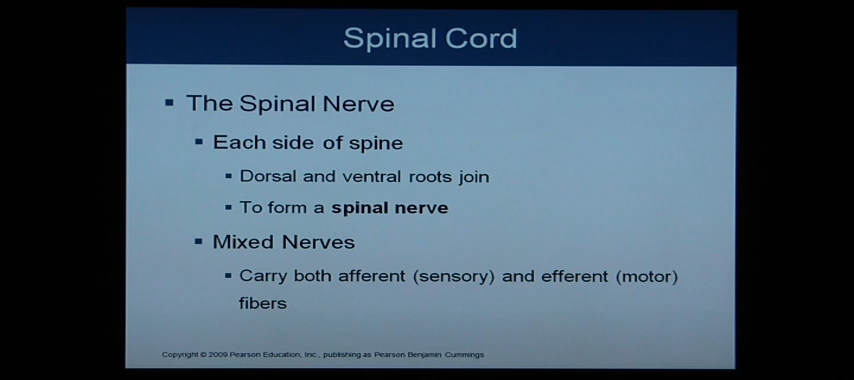 Spinal Cord
▪ The Spinal Nerve
▪ Each side of spine
▪ Dorsal and ventral roots join
▪ To form a spinal nerve
▪ Mixed Nerves
▪ Carry both afferent (sensory) and efferent (motor)
fibers
Copyright © 2009 Pearson Education, Inc., publishing as Pearson Benjamin Cummings